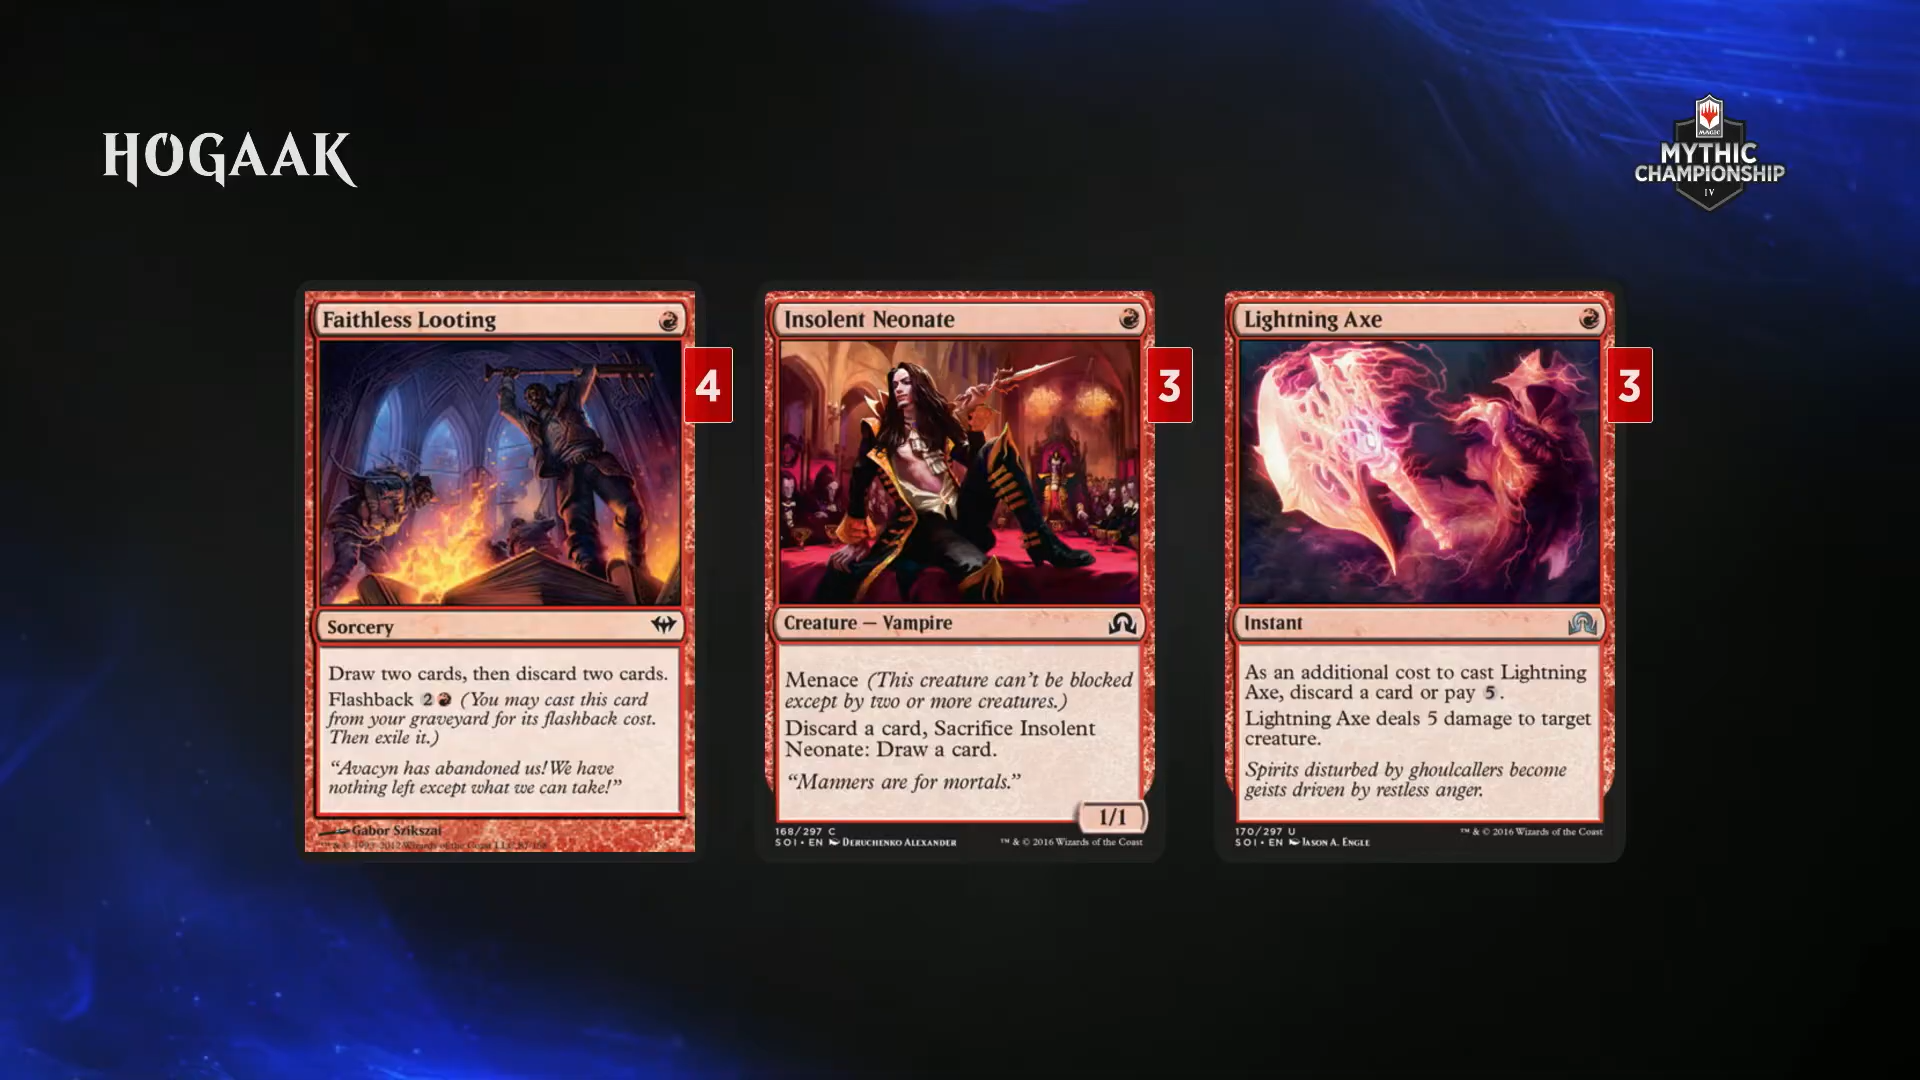 HOGAAK
MAGIC
MYTHIC
CHAMPIONSHIP
IV
Faithless Looting
4
Sorcery
Draw two cards, then discard two cards.
Flashback 2 (You may cast this card
from your graveyard for its flashback cost.
Then exile it.)
"Avacyn has abandoned us! We have
nothing left except what we can take!"
Gabor Szikszai
Insolent Neonate
3
Creature — Vampire
Menace (This creature can't be blocked
except by two or more creatures.)
Discard a card, Sacrifice Insolent
Neonate: Draw a card.
"Manners are for mortals."
1/1
168/297 C
SOI • EN Deruchenko Alexander
™ & © 2016 Wizards of the Coast
Lightning Axe
3
Instant
As an additional cost to cast Lightning
Axe, discard a card or pay 5.
Lightning Axe deals 5 damage to target
creature.
Spirits disturbed by ghoulcallers become
geists driven by restless anger.
170/297 U
SOI • EN Jason A. Engle
™ & © 2016 Wizards of the Coast